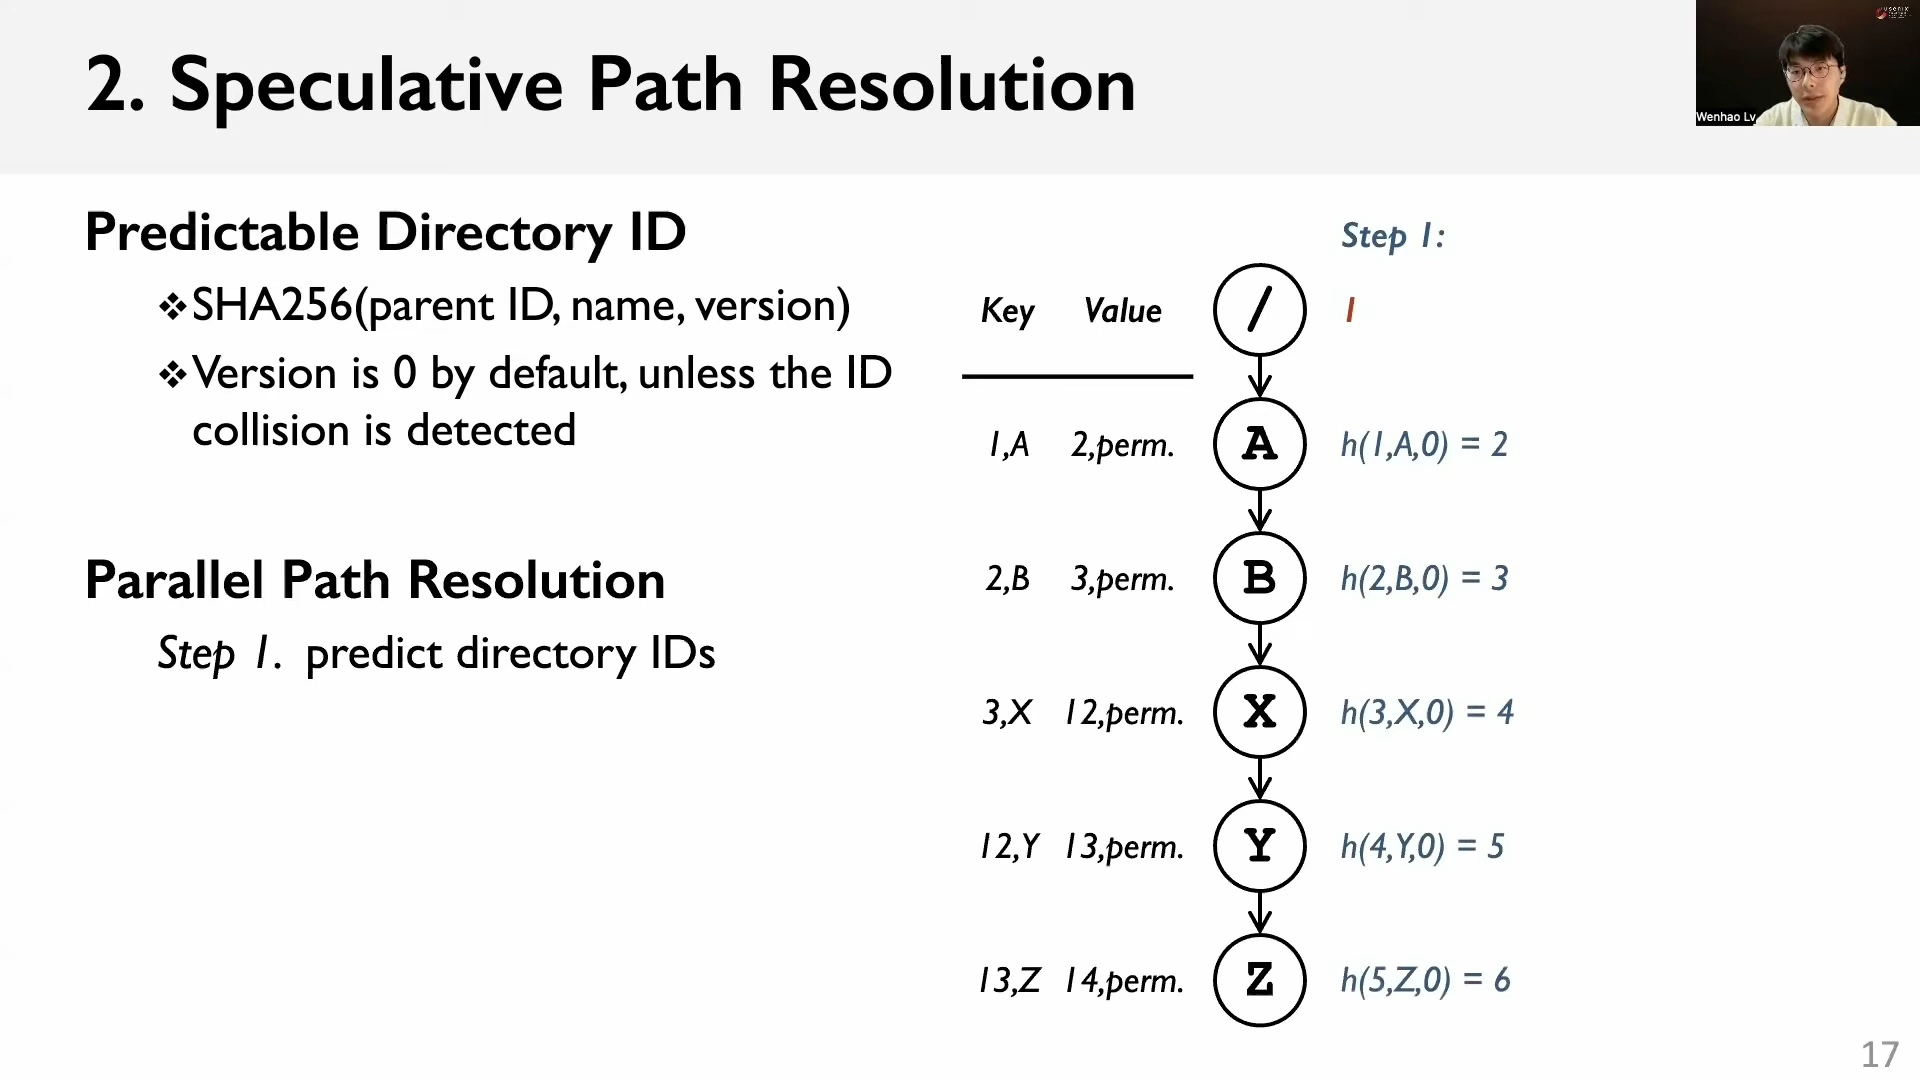 2. Speculative Path Resolution
Wenhao Lv
Predictable Directory ID
❖SHA256(parent ID, name, version)
❖Version is 0 by default, unless the ID
collision is detected
Parallel Path Resolution
Step 1. predict directory IDs
Step 1:
Key Value / 1
1,A 2,perm. A h(1,A,0) = 2
2,B 3,perm. B h(2,B,0) = 3
3,X 12,perm. X h(3,X,0) = 4
12,Y 13,perm. Y h(4,Y,0) = 5
13,Z 14,perm. Z h(5,Z,0) = 6
17